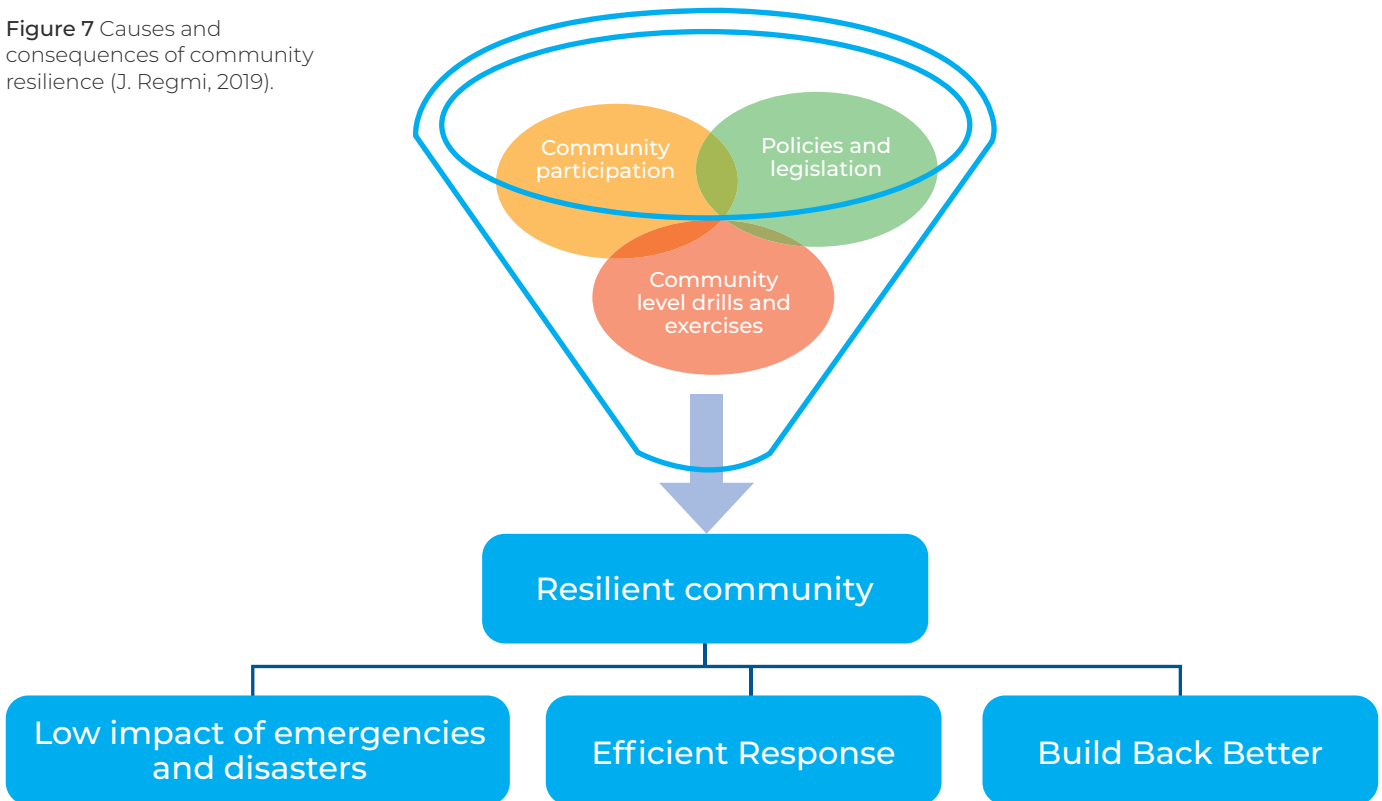 Figure 7 Causes and
consequences of community
resilience (J. Regmi, 2019).
Community
participation
Policies and
legislation
Community
level drills and
exercises
Resilient community
Low impact of emergencies
and disasters
Efficient Response
Build Back Better